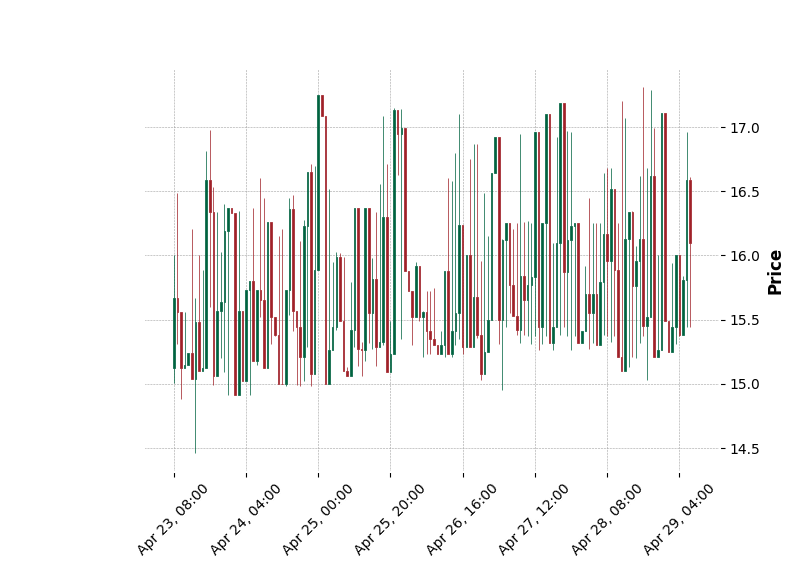 17.0
16.5
16.0
15.5
15.0
14.5
Price
Apr 23, 08:00
Apr 24, 04:00
Apr 25, 00:00
Apr 25, 20:00
Apr 26, 16:00
Apr 27, 12:00
Apr 28, 08:00
Apr 29, 04:00